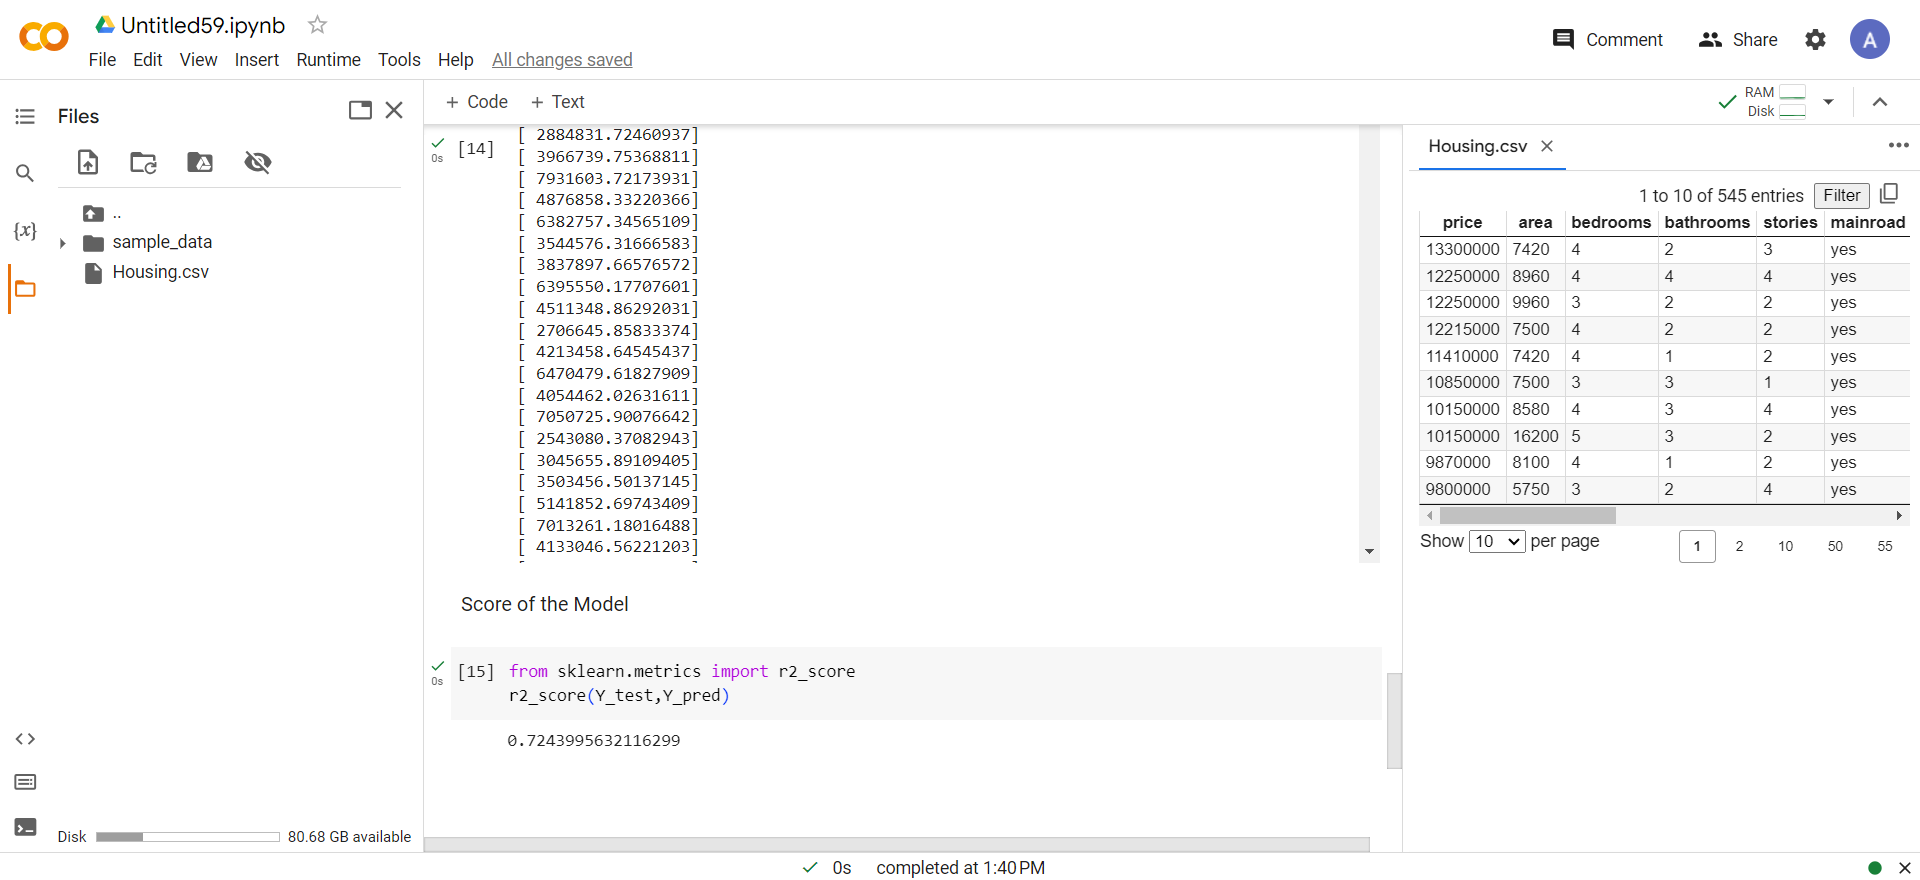 Untitled59.ipynb
File Edit View Insert Runtime Tools Help All changes saved
Comment Share A
Files
..
sample_data
Housing.csv
{x}
Disk 80.68 GB available
+ Code + Text
RAM
Disk
0s [14]
[ 2884831.72460937]
[ 3966739.75368811]
[ 7931603.72173931]
[ 4876858.33220366]
[ 6382757.34565109]
[ 3544576.31666583]
[ 3837897.66576572]
[ 6395550.17707601]
[ 4511348.86292031]
[ 2706645.85833374]
[ 4213458.64545437]
[ 6470479.61827909]
[ 4054462.02631611]
[ 7050725.90076642]
[ 2543080.37082943]
[ 3045655.89109405]
[ 3503456.50137145]
[ 5141852.69743409]
[ 7013261.18016488]
[ 4133046.56221203]
Score of the Model
0s [15] from sklearn.metrics import r2_score
r2_score(Y_test,Y_pred)
0.7243995632116299
Housing.csv
1 to 10 of 545 entries Filter
price area bedrooms bathrooms stories mainroad
13300000 7420 4 2 3 yes
12250000 8960 4 4 4 yes
12250000 9960 3 2 2 yes
12215000 7500 4 2 2 yes
11410000 7420 4 1 2 yes
10850000 7500 3 3 1 yes
10150000 8580 4 3 4 yes
10150000 16200 5 3 2 yes
9870000 8100 4 1 2 yes
9800000 5750 3 2 4 yes
Show 10 per page 1 2 10 50 55
0s completed at 1:40 PM